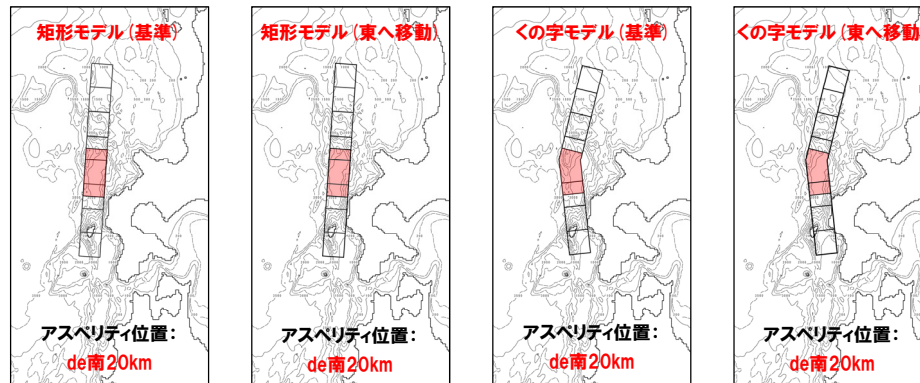 矩形モデル(基準)
アスペリティ位置:
de南20km
矩形モデル(東へ移動)
アスペリティ位置:
de南20km
くの字モデル(基準)
アスペリティ位置:
de南20km
くの字モデル(東へ移動)
アスペリティ位置:
de南20km